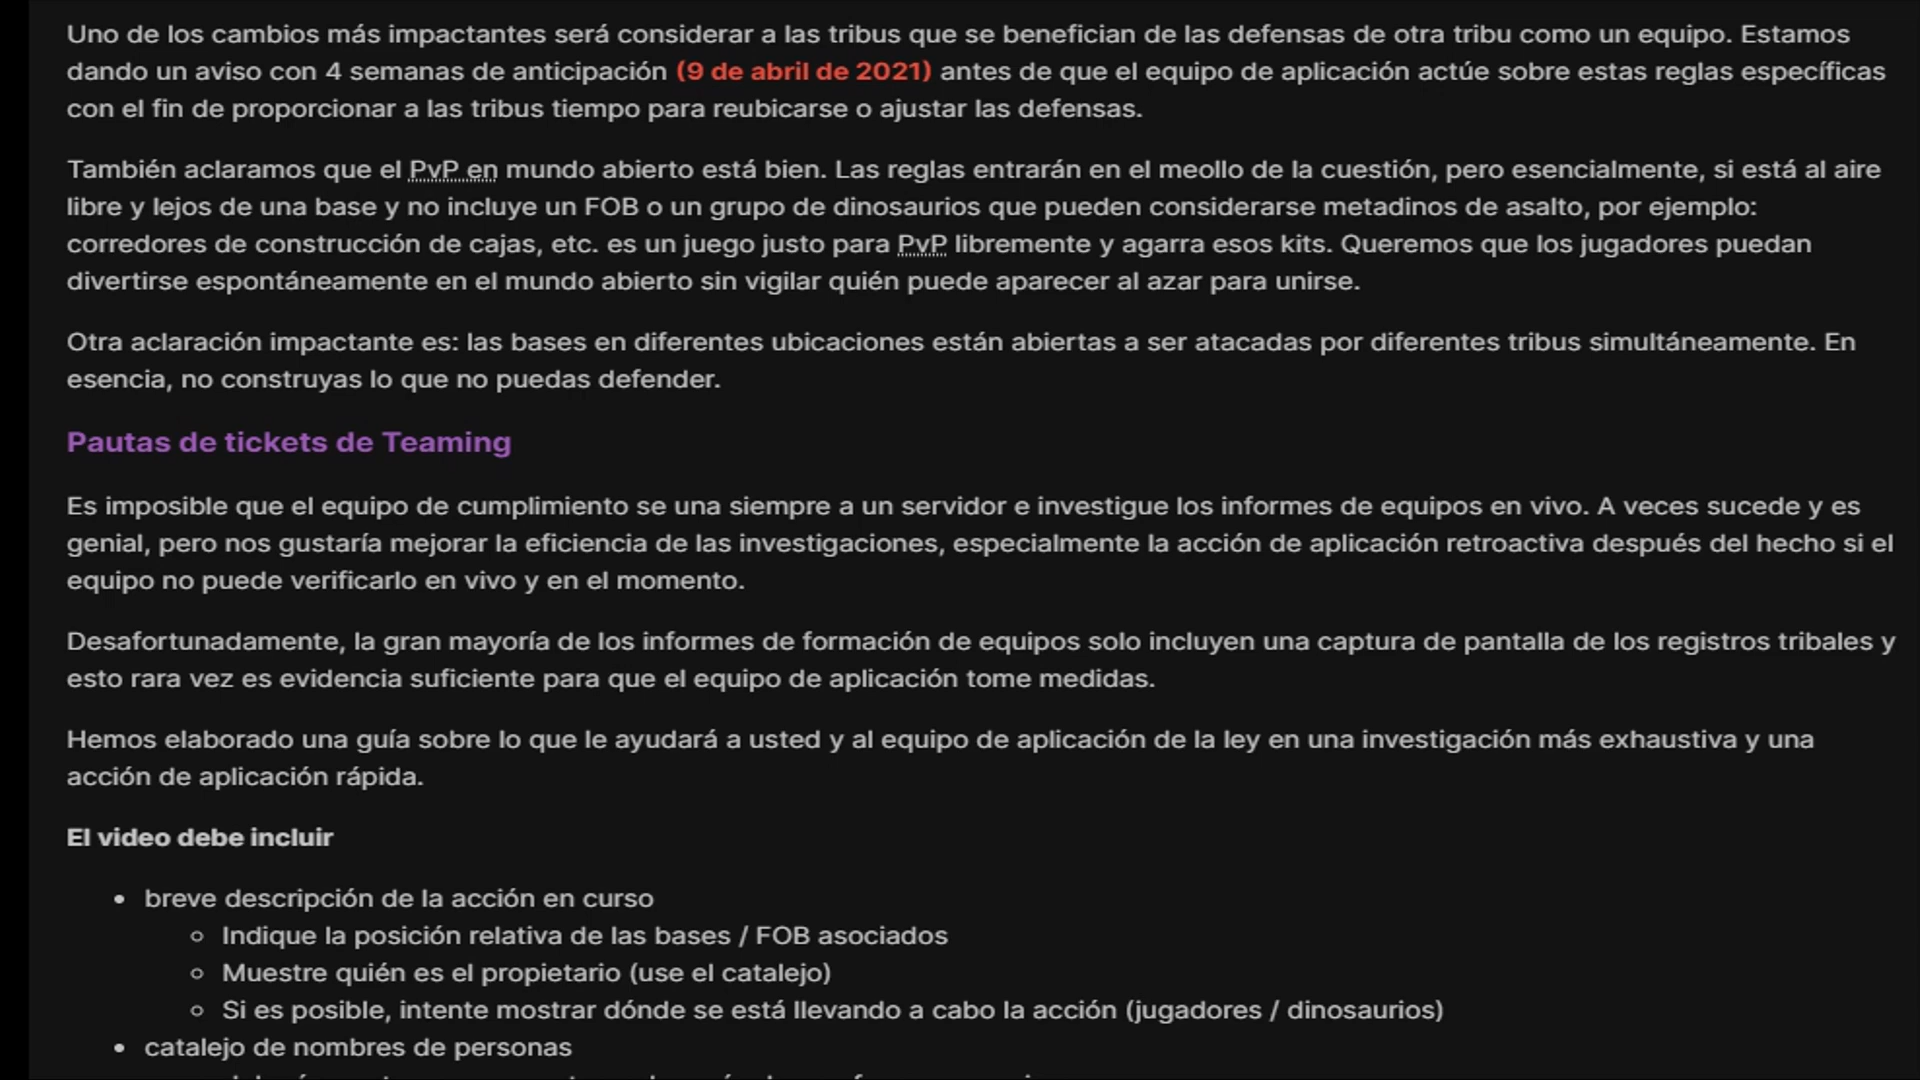 Uno de los cambios más impactantes será considerar a las tribus que se benefician de las defensas de otra tribu como un equipo. Estamos
dando un aviso con 4 semanas de anticipación (9 de abril de 2021) antes de que el equipo de aplicación actúe sobre estas reglas específicas
con el fin de proporcionar a las tribus tiempo para reubicarse o ajustar las defensas.
También aclaramos que el PvP en mundo abierto está bien. Las reglas entrarán en el meollo de la cuestión, pero esencialmente, si está al aire
libre y lejos de una base y no incluye un FOB o un grupo de dinosaurios que pueden considerarse metadinos de asalto, por ejemplo:
corredores de construcción de cajas, etc. es un juego justo para PvP libremente y agarra esos kits. Queremos que los jugadores puedan
divertirse espontáneamente en el mundo abierto sin vigilar quién puede aparecer al azar para unirse.
Otra aclaración impactante es: las bases en diferentes ubicaciones están abiertas a ser atacadas por diferentes tribus simultáneamente. En
esencia, no construyas lo que no puedas defender.
Pautas de tickets de Teaming
Es imposible que el equipo de cumplimiento se una siempre a un servidor e investigue los informes de equipos en vivo. A veces sucede y es
genial, pero nos gustaría mejorar la eficiencia de las investigaciones, especialmente la acción de aplicación retroactiva después del hecho si el
equipo no puede verificarlo en vivo y en el momento.
Desafortunadamente, la gran mayoría de los informes de formación de equipos solo incluyen una captura de pantalla de los registros tribales y
esto rara vez es evidencia suficiente para que el equipo de aplicación tome medidas.
Hemos elaborado una guía sobre lo que le ayudará a usted y al equipo de aplicación de la ley en una investigación más exhaustiva y una
acción de aplicación rápida.
El video debe incluir
• breve descripción de la acción en curso
◦ Indique la posición relativa de las bases / FOB asociados
◦ Muestre quién es el propietario (use el catalejo)
◦ Si es posible, intente mostrar dónde se está llevando a cabo la acción (jugadores / dinosaurios)
• catalejo de nombres de personas